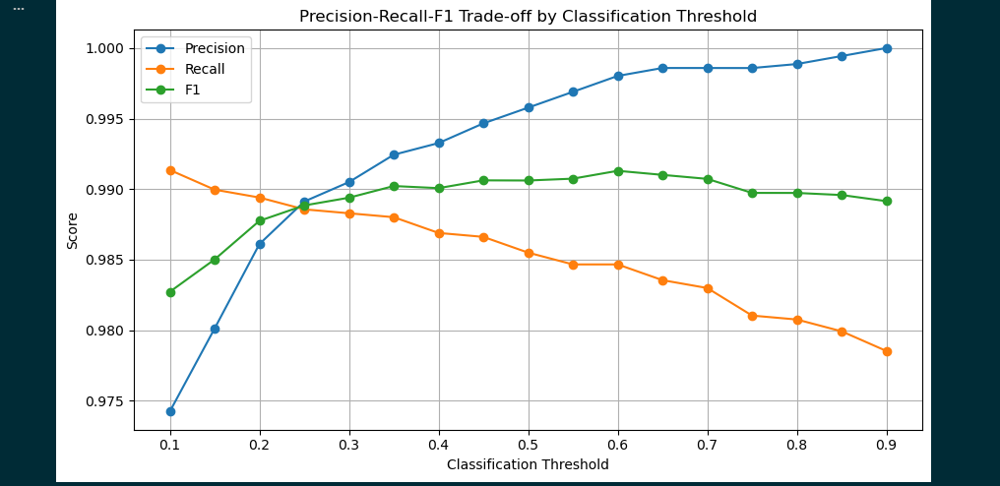 ...
Precision-Recall-F1 Trade-off by Classification Threshold
Precision
Recall
F1
1.000
0.995
0.990
0.985
0.980
0.975
Score
0.1 0.2 0.3 0.4 0.5 0.6 0.7 0.8 0.9
Classification Threshold